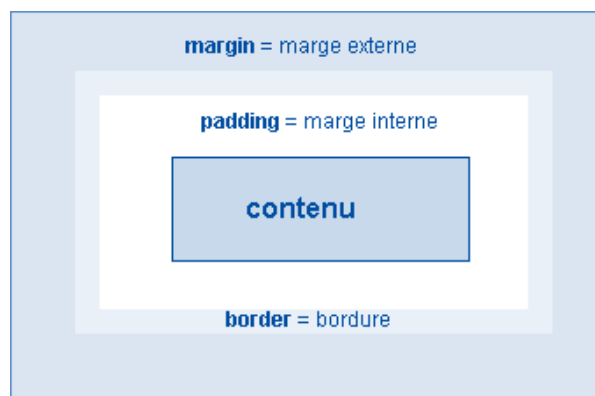 margin = marge externe
padding = marge interne
contenu
border = bordure